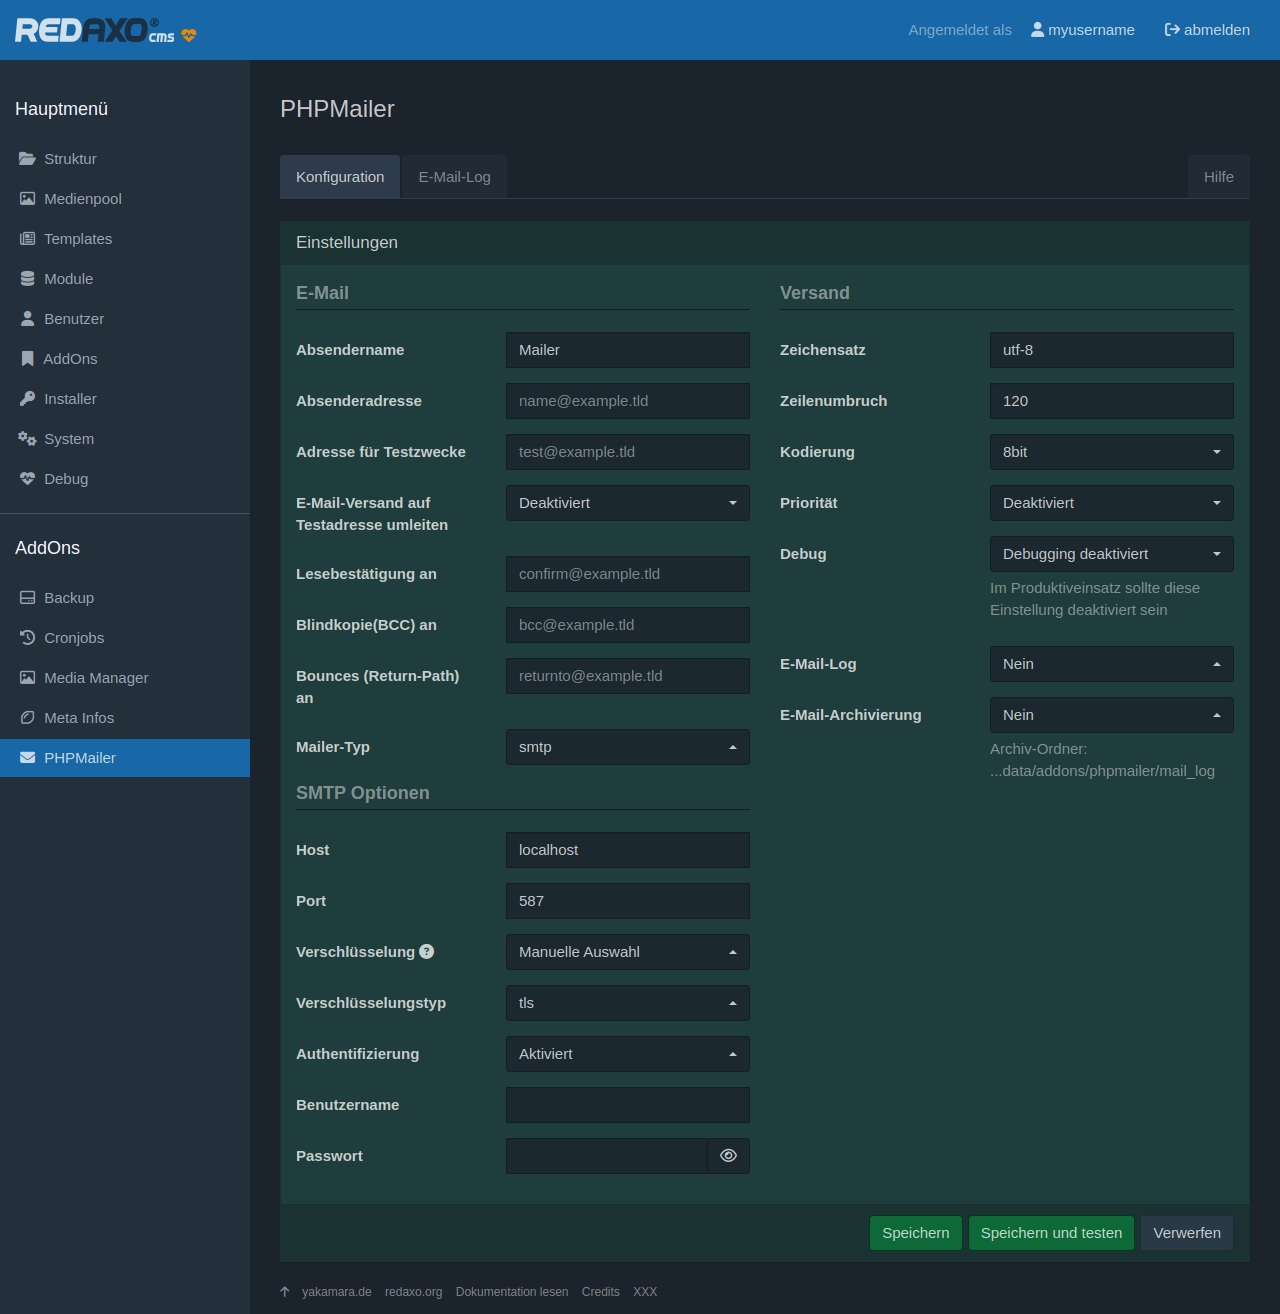 REDAXO® cms
Angemeldet als myusername abmelden
Hauptmenü
Struktur
Medienpool
Templates
Module
Benutzer
AddOns
Installer
System
Debug
AddOns
Backup
Cronjobs
Media Manager
Meta Infos
PHPMailer
PHPMailer
Konfiguration E-Mail-Log Hilfe
Einstellungen
E-Mail
Absendername Mailer
Absenderadresse name@example.tld
Adresse für Testzwecke test@example.tld
E-Mail-Versand auf Deaktiviert
Testadresse umleiten
Lesebestätigung an confirm@example.tld
Blindkopie(BCC) an bcc@example.tld
Bounces (Return-Path) returnto@example.tld
an
Mailer-Typ smtp
SMTP Optionen
Host localhost
Port 587
Verschlüsselung ? Manuelle Auswahl
Verschlüsselungstyp tls
Authentifizierung Aktiviert
Benutzername
Passwort
Versand
Zeichensatz utf-8
Zeilenumbruch 120
Kodierung 8bit
Priorität Deaktiviert
Debug Debugging deaktiviert
Im Produktiveinsatz sollte diese
Einstellung deaktiviert sein
E-Mail-Log Nein
E-Mail-Archivierung Nein
Archiv-Ordner:
...data/addons/phpmailer/mail_log
Speichern Speichern und testen Verwerfen
yakamara.de redaxo.org Dokumentation lesen Credits XXX